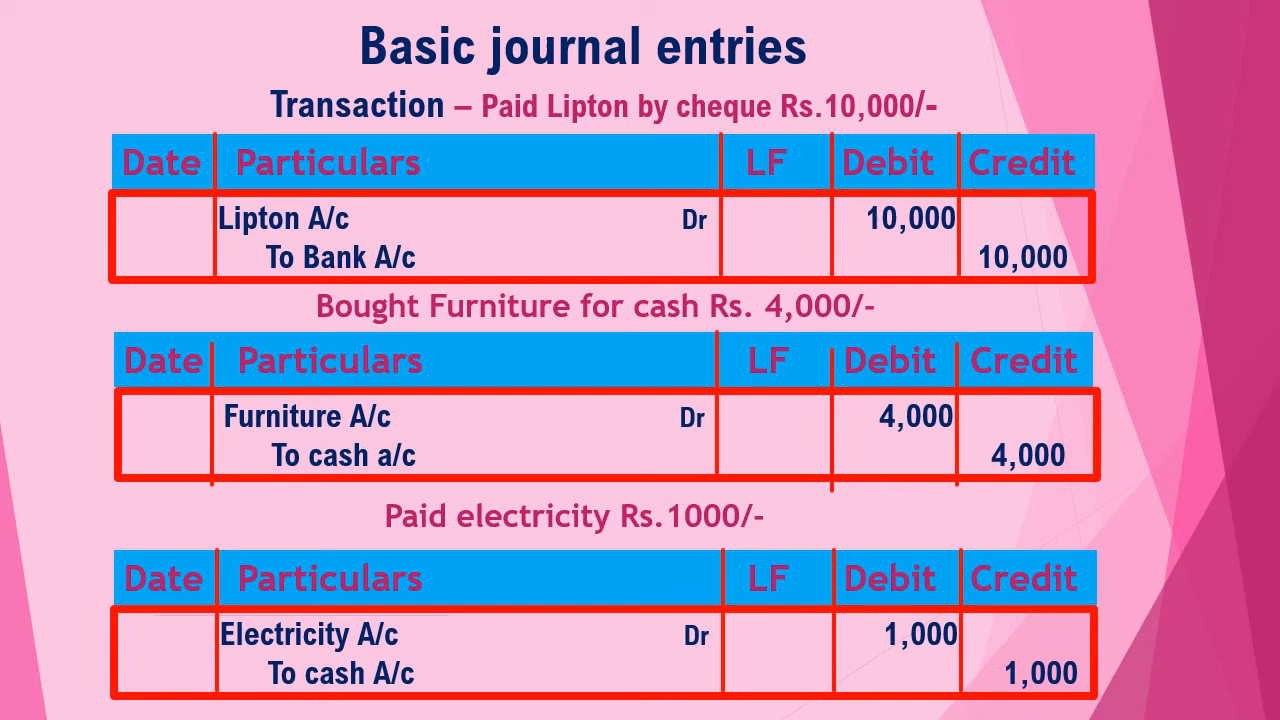 Basic journal entries
Transaction – Paid Lipton by cheque Rs.10,000/-
Date Particulars LF Debit Credit
Lipton A/c Dr 10,000
To Bank A/c 10,000
Bought Furniture for cash Rs. 4,000/-
Date Particulars LF Debit Credit
Furniture A/c Dr 4,000
To cash a/c 4,000
Paid electricity Rs.1000/-
Date Particulars LF Debit Credit
Electricity A/c Dr 1,000
To cash A/c 1,000